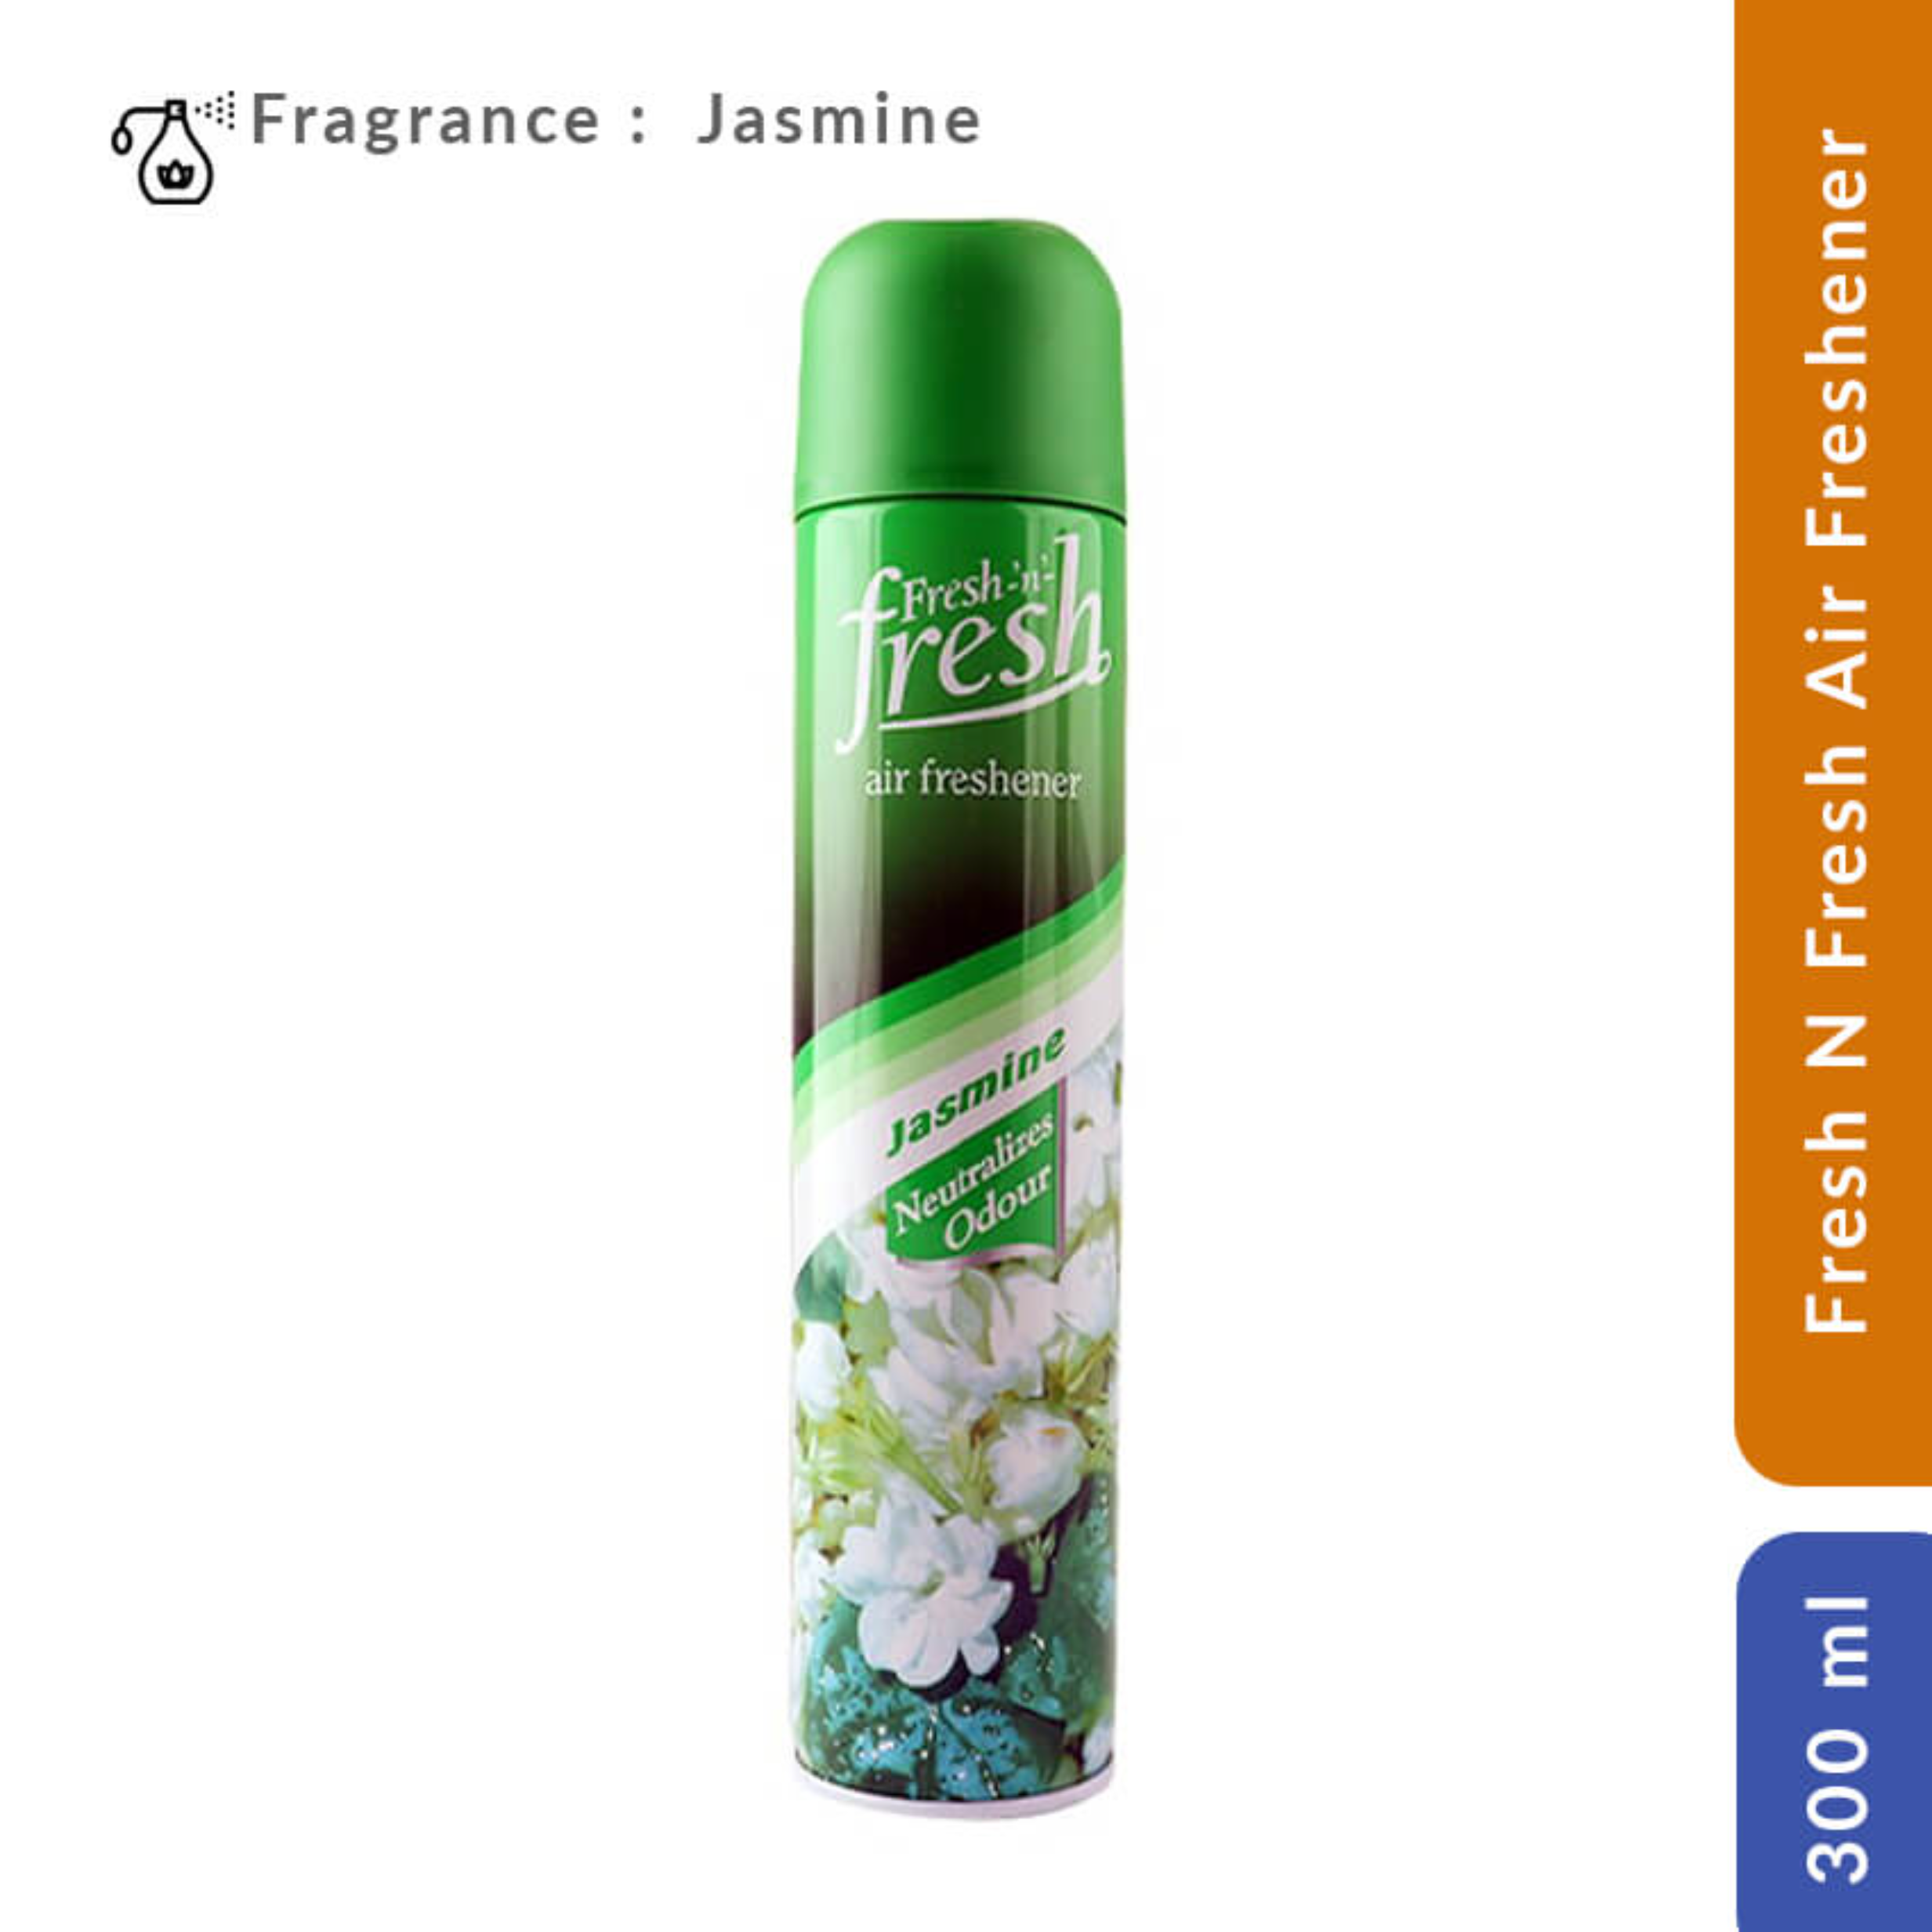 Fragrance : Jasmine
Fresh-'n'-
fresh
air freshener
Jasmine
Neutralizes
Odour
Fresh N Fresh Air Freshener
300 ml